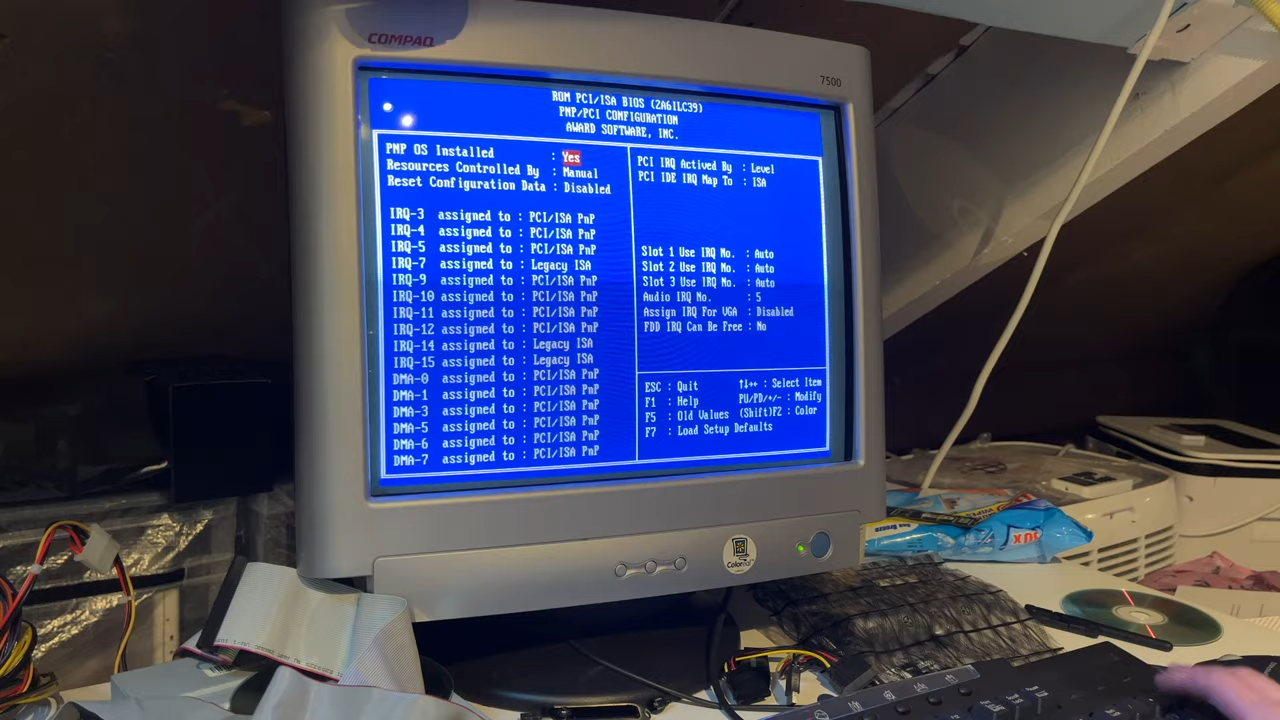 COMPAQ
7500
ROM PCI/ISA BIOS (2A61LC39)
PNP/PCI CONFIGURATION
AWARD SOFTWARE, INC.
PNP OS Installed : Yes
Resources Controlled By : Manual
Reset Configuration Data : Disabled
IRQ-3 assigned to : PCI/ISA PnP
IRQ-4 assigned to : PCI/ISA PnP
IRQ-5 assigned to : PCI/ISA PnP
IRQ-7 assigned to : Legacy ISA
IRQ-9 assigned to : PCI/ISA PnP
IRQ-10 assigned to : PCI/ISA PnP
IRQ-11 assigned to : PCI/ISA PnP
IRQ-12 assigned to : PCI/ISA PnP
IRQ-14 assigned to : Legacy ISA
IRQ-15 assigned to : Legacy ISA
DMA-0 assigned to : PCI/ISA PnP
DMA-1 assigned to : PCI/ISA PnP
DMA-3 assigned to : PCI/ISA PnP
DMA-5 assigned to : PCI/ISA PnP
DMA-6 assigned to : PCI/ISA PnP
DMA-7 assigned to : PCI/ISA PnP
PCI IRQ Actived By : Level
PCI IDE IRQ Map To : ISA
Slot 1 Use IRQ No. : Auto
Slot 2 Use IRQ No. : Auto
Slot 3 Use IRQ No. : Auto
Audio IRQ No. : 5
Assign IRQ For VGA : Disabled
FDD IRQ Can Be Free : No
ESC : Quit ↑↓→← : Select Item
F1 : Help PU/PD/+/- : Modify
F5 : Old Values (Shift)F2 : Color
F7 : Load Setup Defaults
Coloreal